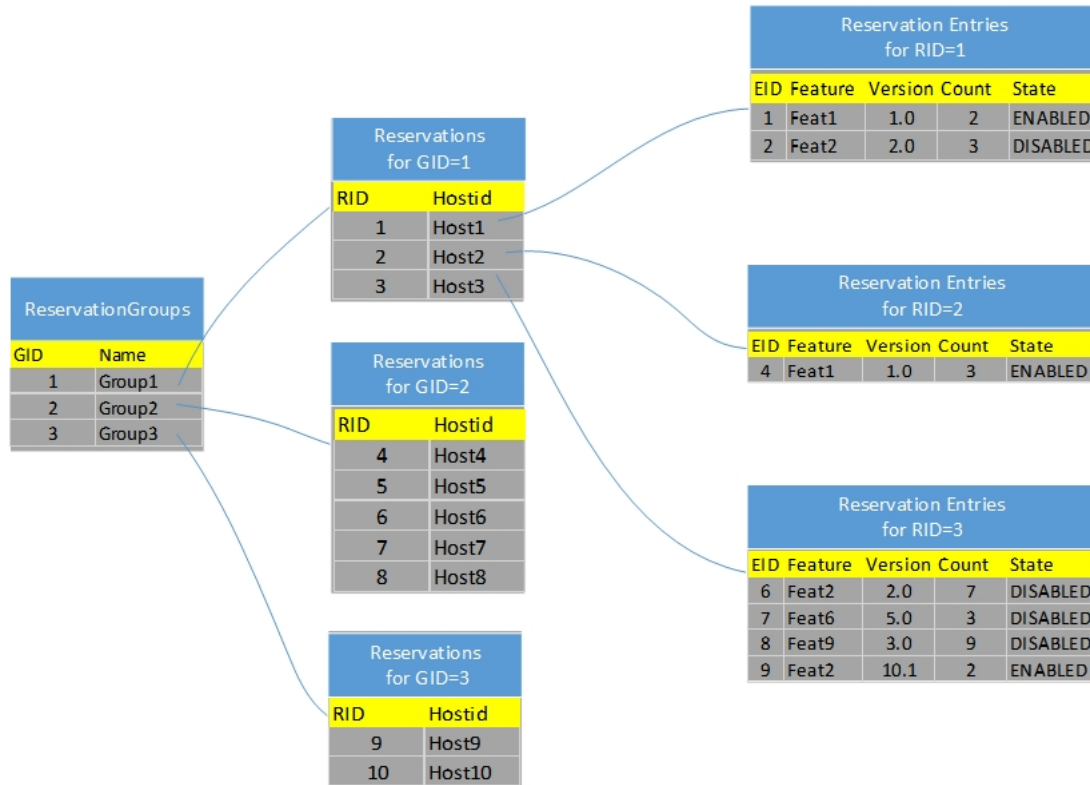 ReservationGroups
GID Name
1 Group1
2 Group2
3 Group3
Reservations
for GID=1
RID Hostid
1 Host1
2 Host2
3 Host3
Reservations
for GID=2
RID Hostid
4 Host4
5 Host5
6 Host6
7 Host7
8 Host8
Reservations
for GID=3
RID Hostid
9 Host9
10 Host10
Reservation Entries
for RID=1
EID Feature Version Count State
1 Feat1 1.0 2 ENABLED
2 Feat2 2.0 3 DISABLED
Reservation Entries
for RID=2
EID Feature Version Count State
4 Feat1 1.0 3 ENABLED
Reservation Entries
for RID=3
EID Feature Version Count State
6 Feat2 2.0 7 DISABLED
7 Feat6 5.0 3 DISABLED
8 Feat9 3.0 9 DISABLED
9 Feat2 10.1 2 ENABLED